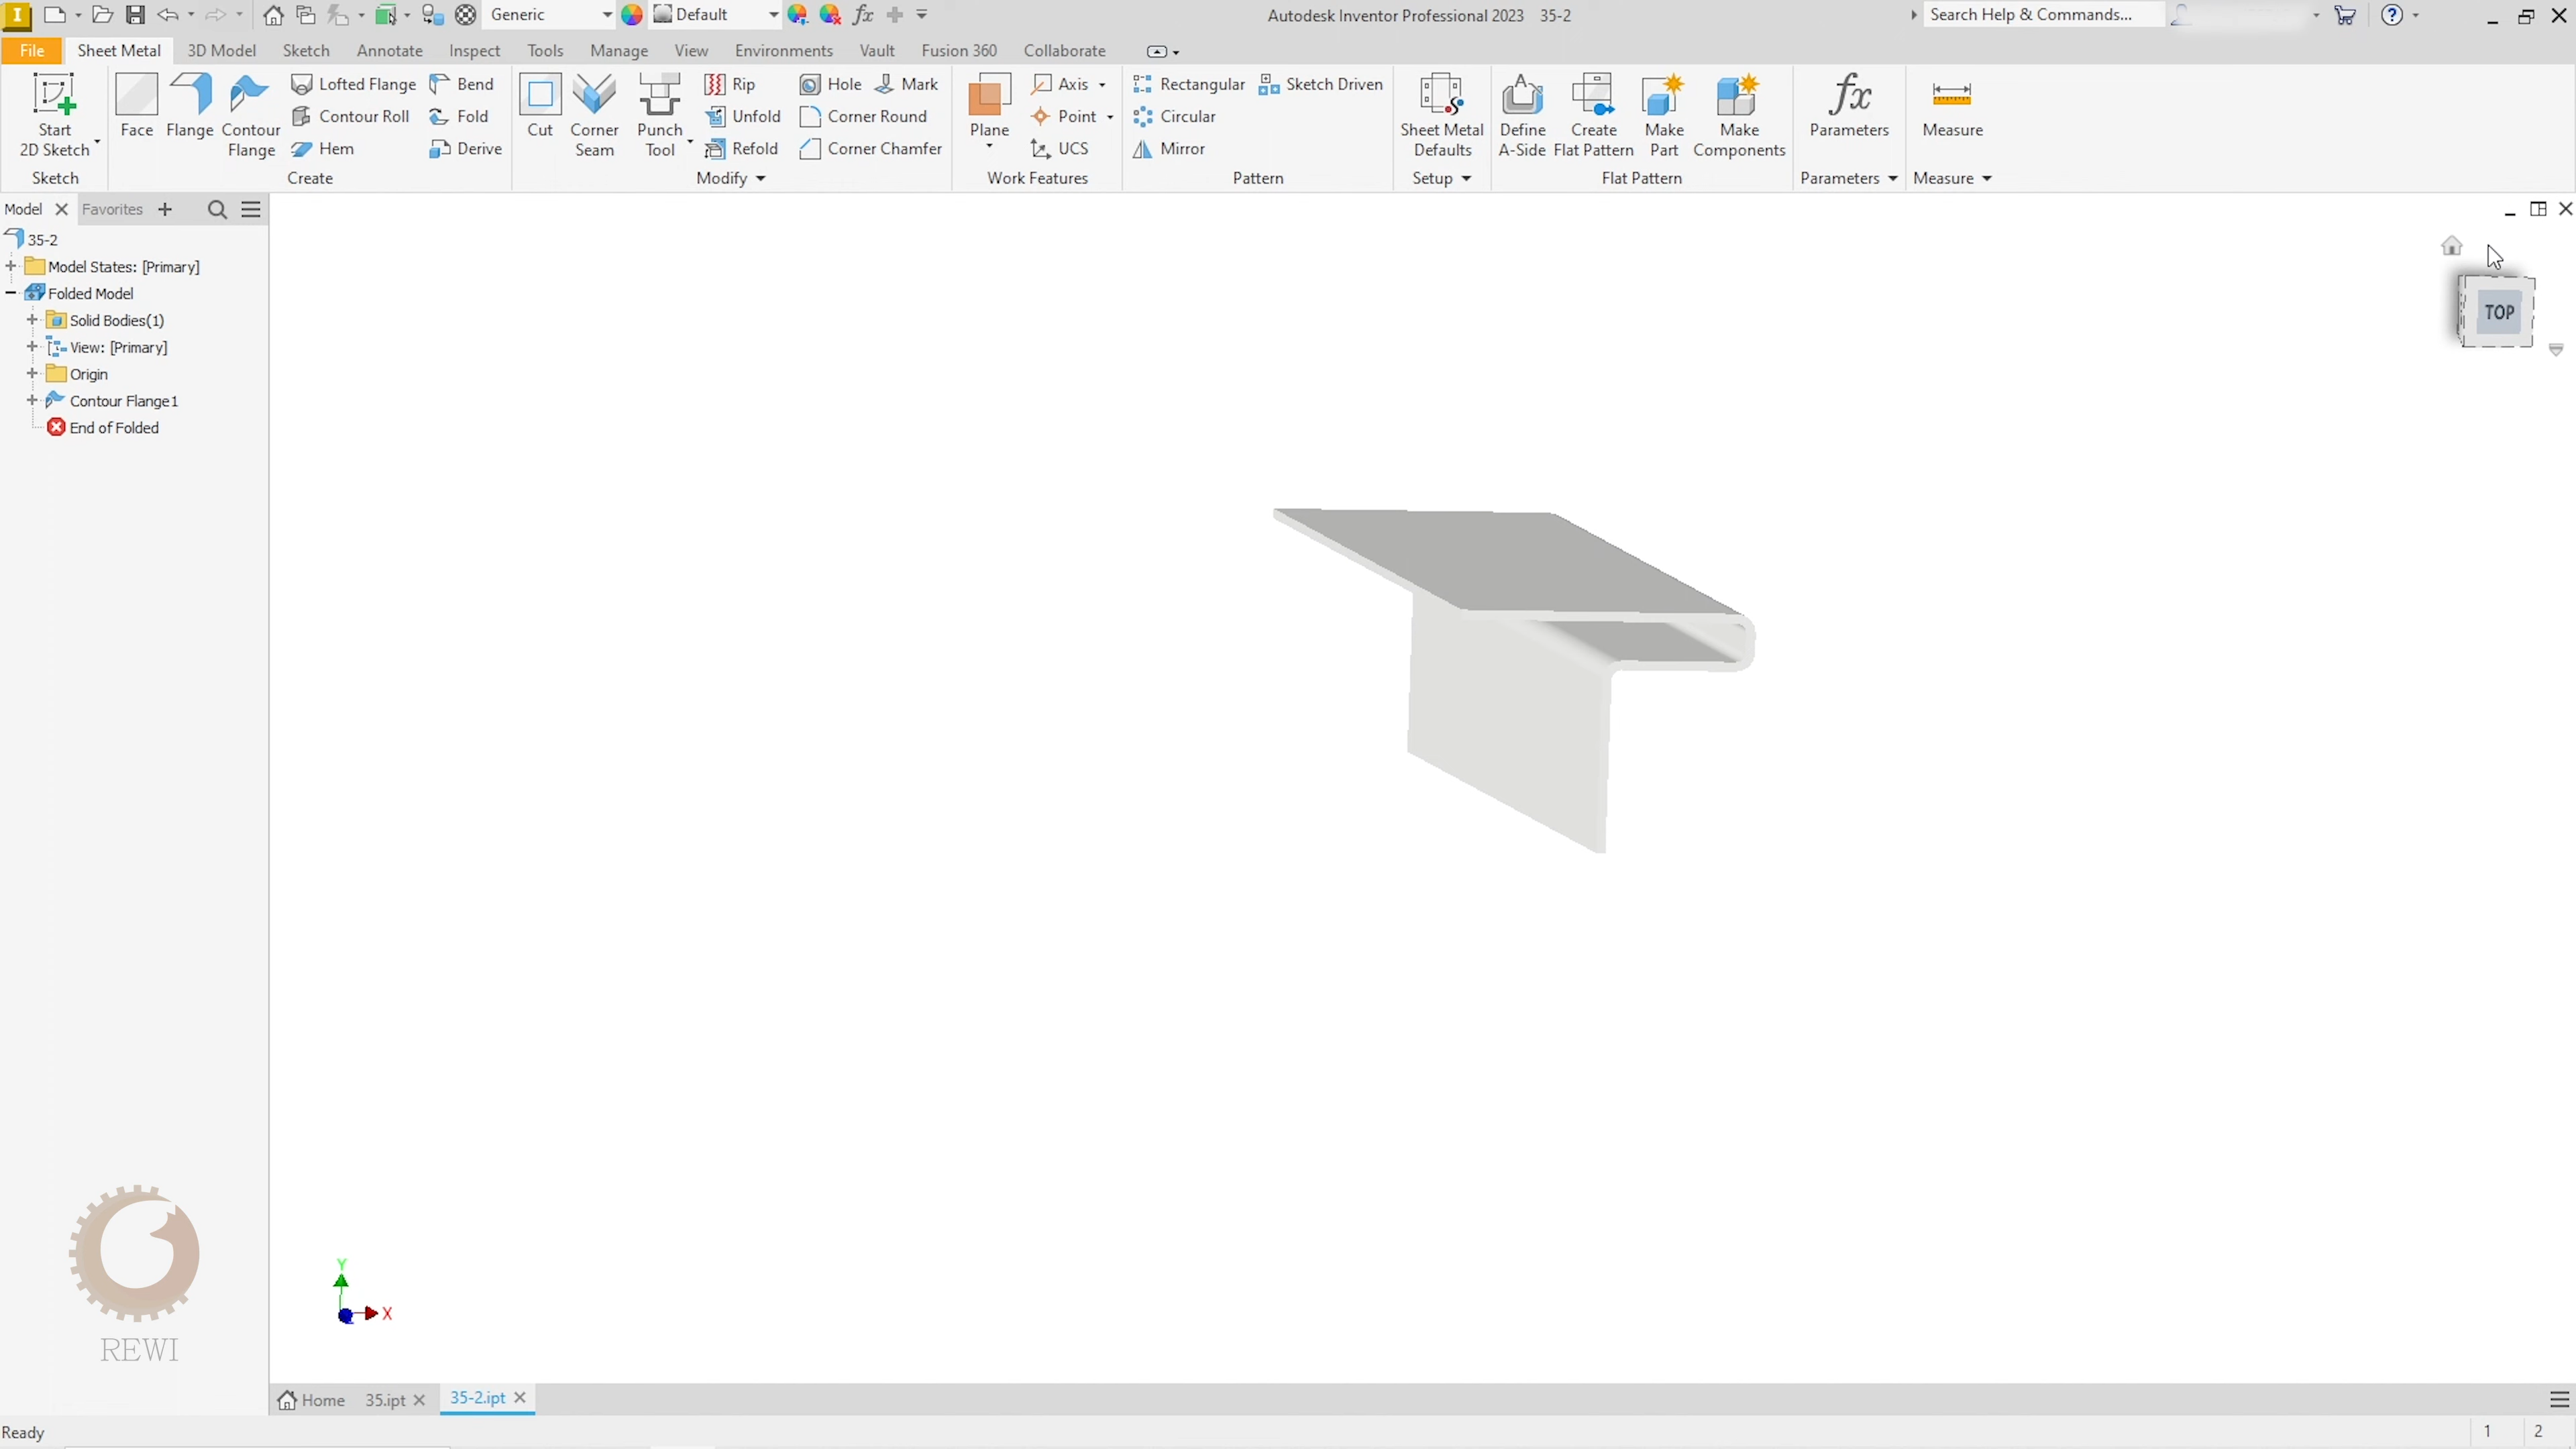 Generic
Default
Autodesk Inventor Professional 2023 35-2
Search Help & Commands...
File Sheet Metal 3D Model Sketch Annotate Inspect Tools Manage View Environments Vault Fusion 360 Collaborate
Start
2D Sketch
Face
Flange
Contour
Flange
Lofted Flange
Contour Roll
Hem
Bend
Fold
Derive
Cut
Corner
Seam
Punch
Tool
Rip
Unfold
Refold
Hole
Mark
Corner Round
Corner Chamfer
Plane
Axis
Point
UCS
Rectangular
Circular
Mirror
Sketch Driven
Sheet Metal
Defaults
Define
A-Side
Create
Flat Pattern
Make
Part
Make
Components
fx
Parameters
Measure
Sketch Create Modify Work Features Pattern Setup Flat Pattern Parameters Measure
Model Favorites
35-2
Model States: [Primary]
Folded Model
Solid Bodies(1)
View: [Primary]
Origin
Contour Flange1
End of Folded
TOP
Y
X
REWI
Home 35.ipt 35-2.ipt
Ready
1 2